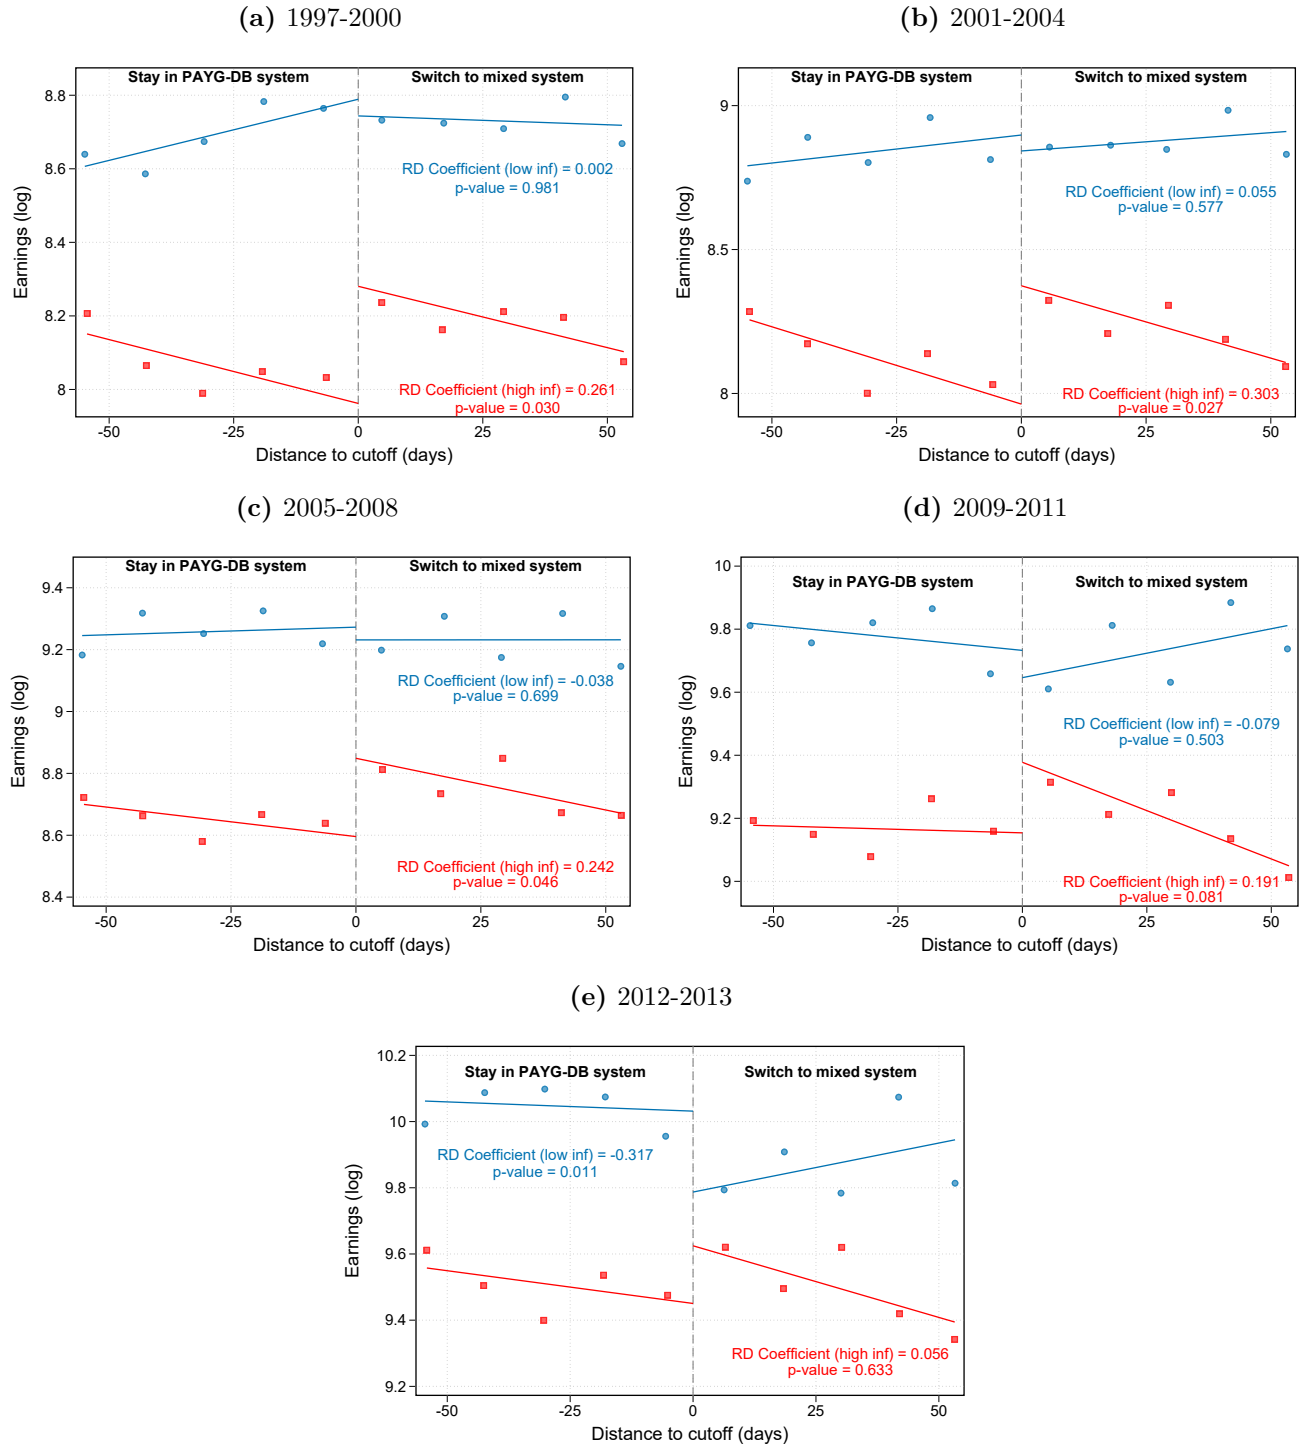 (a) 1997-2000
Stay in PAYG-DB system
Switch to mixed system
Earnings (log)
8.8
8.6
8.4
8.2
8
RD Coefficient (low inf) = 0.002
p-value = 0.981
RD Coefficient (high inf) = 0.261
p-value = 0.030
-50
-25
0
25
50
Distance to cutoff (days)
(b) 2001-2004
Stay in PAYG-DB system
Switch to mixed system
Earnings (log)
9
8.5
8
RD Coefficient (low inf) = 0.055
p-value = 0.577
RD Coefficient (high inf) = 0.303
p-value = 0.027
-50
-25
0
25
50
Distance to cutoff (days)
(c) 2005-2008
Stay in PAYG-DB system
Switch to mixed system
Earnings (log)
9.4
9.2
9
8.8
8.6
8.4
RD Coefficient (low inf) = -0.038
p-value = 0.699
RD Coefficient (high inf) = 0.242
p-value = 0.046
-50
-25
0
25
50
Distance to cutoff (days)
(d) 2009-2011
Stay in PAYG-DB system
Switch to mixed system
Earnings (log)
10
9.8
9.6
9.4
9.2
9
RD Coefficient (low inf) = -0.079
p-value = 0.503
RD Coefficient (high inf) = 0.191
p-value = 0.081
-50
-25
0
25
50
Distance to cutoff (days)
(e) 2012-2013
Stay in PAYG-DB system
Switch to mixed system
Earnings (log)
10.2
10
9.8
9.6
9.4
9.2
RD Coefficient (low inf) = -0.317
p-value = 0.011
RD Coefficient (high inf) = 0.056
p-value = 0.633
-50
-25
0
25
50
Distance to cutoff (days)